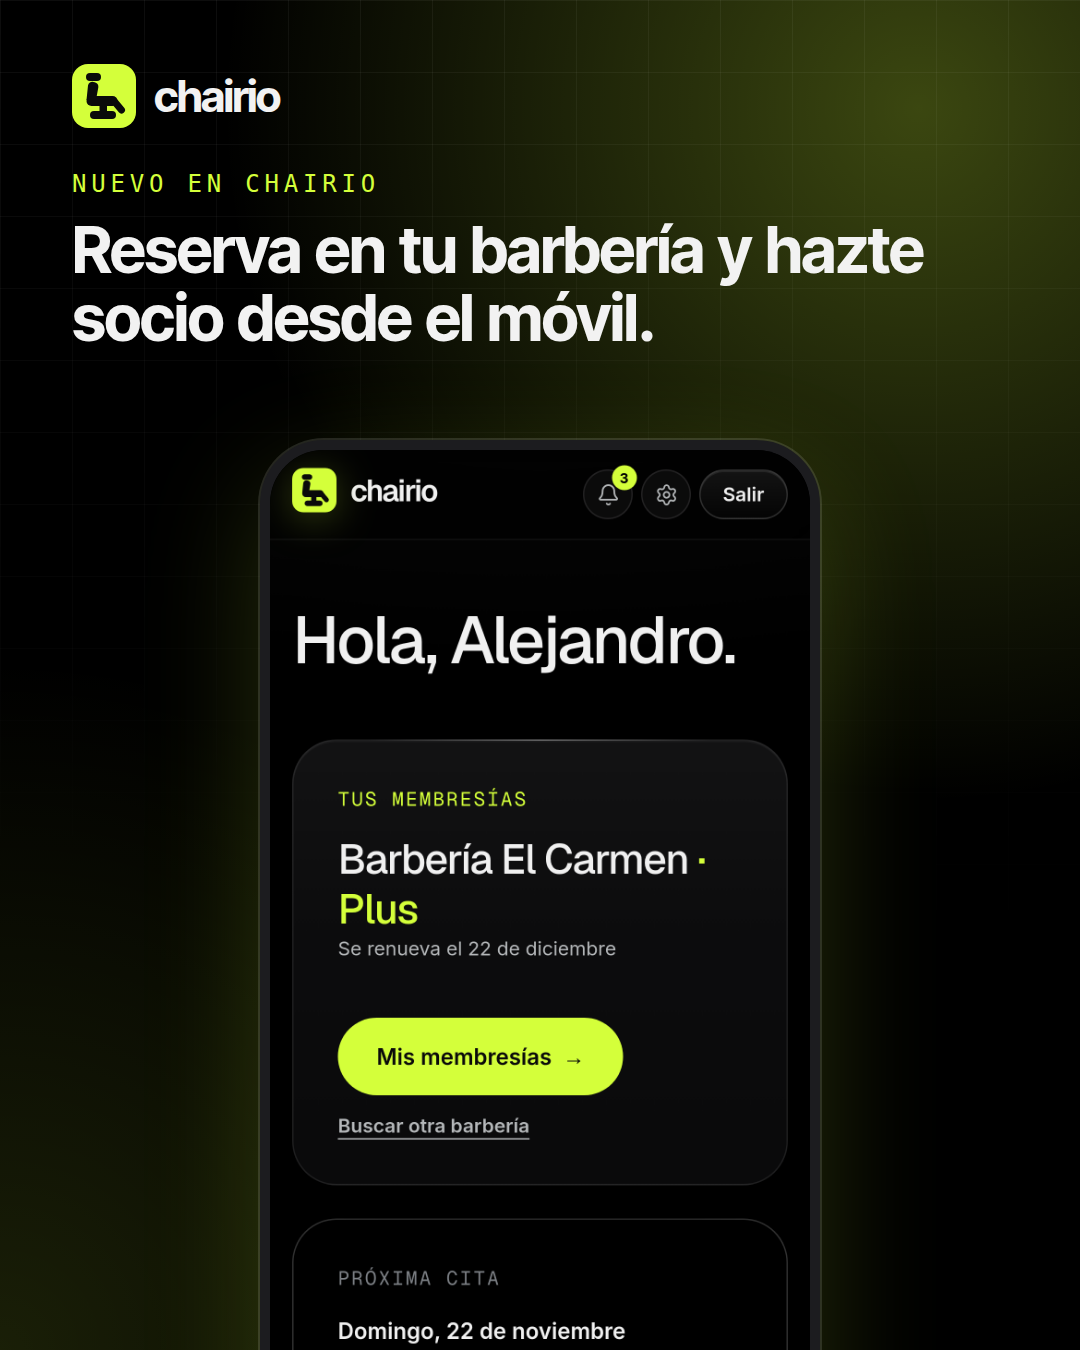 chairio
NUEVO EN CHAIRIO
Reserva en tu barbería y hazte
socio desde el móvil.
chairio
3
Salir
Hola, Alejandro.
TUS MEMBRESÍAS
Barbería El Carmen ·
Plus
Se renueva el 22 de diciembre
Mis membresías →
Buscar otra barbería
PRÓXIMA CITA
Domingo, 22 de noviembre